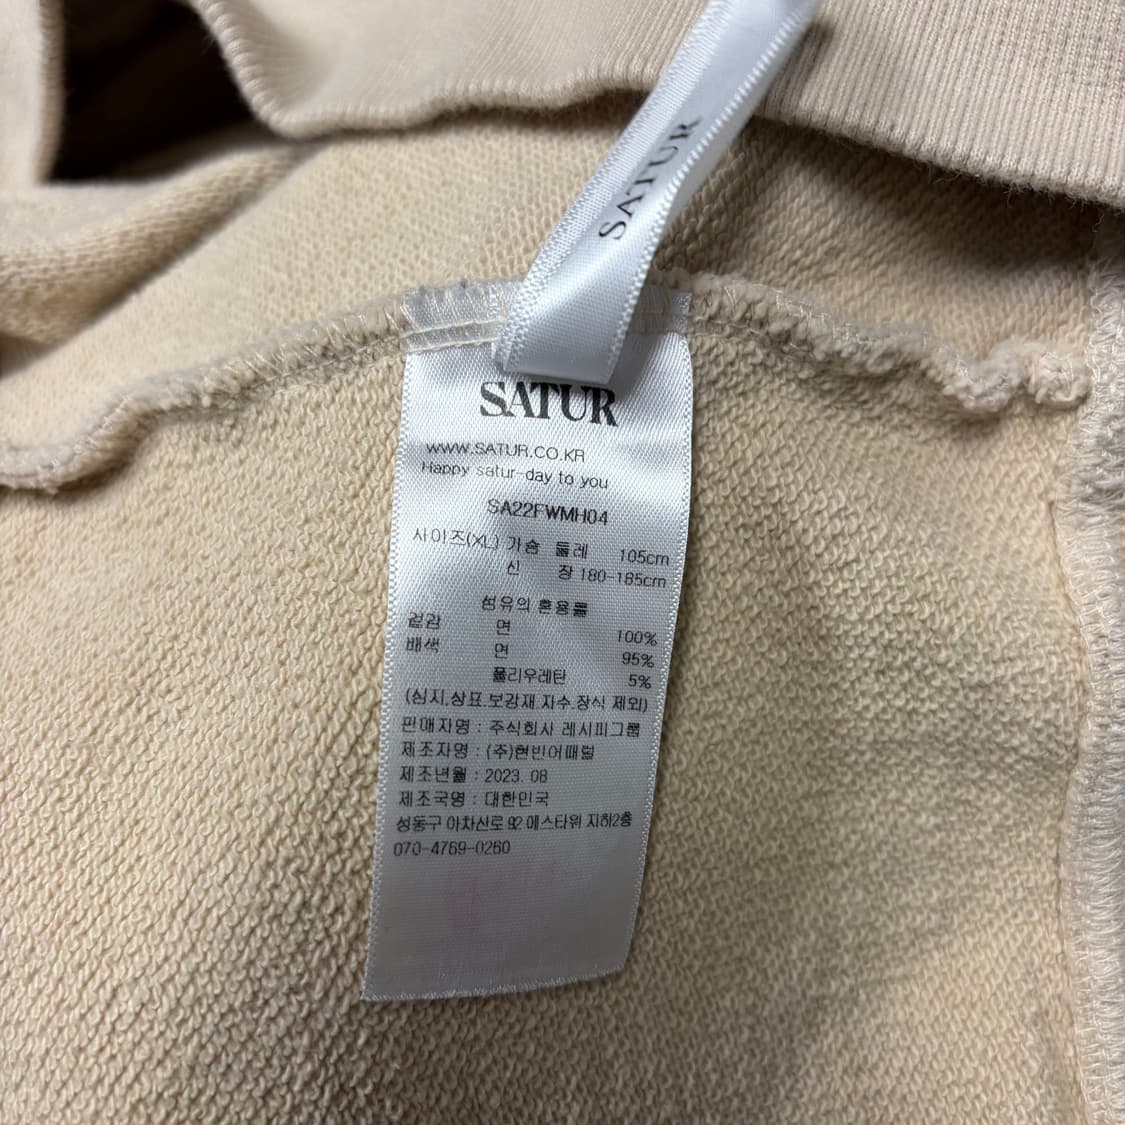 SATUR
SATUR
WWW.SATUR.CO.KR
Happy satur-day to you
SA22FWMH04
사이즈(XL) 가슴 둘레 105cm
신 장 180-185cm
섬유의 혼용률
겉감 면 100%
배색 면 95%
폴리우레탄 5%
(심지,상표,보강재,자수,장식 제외)
판매자명 : 주식회사 레시피그룹
제조자명 : (주)현빈어패럴
제조년월 : 2023. 08
제조국명 : 대한민국
성동구 아차산로 92 에스타워 지하2층
070-4769-0260